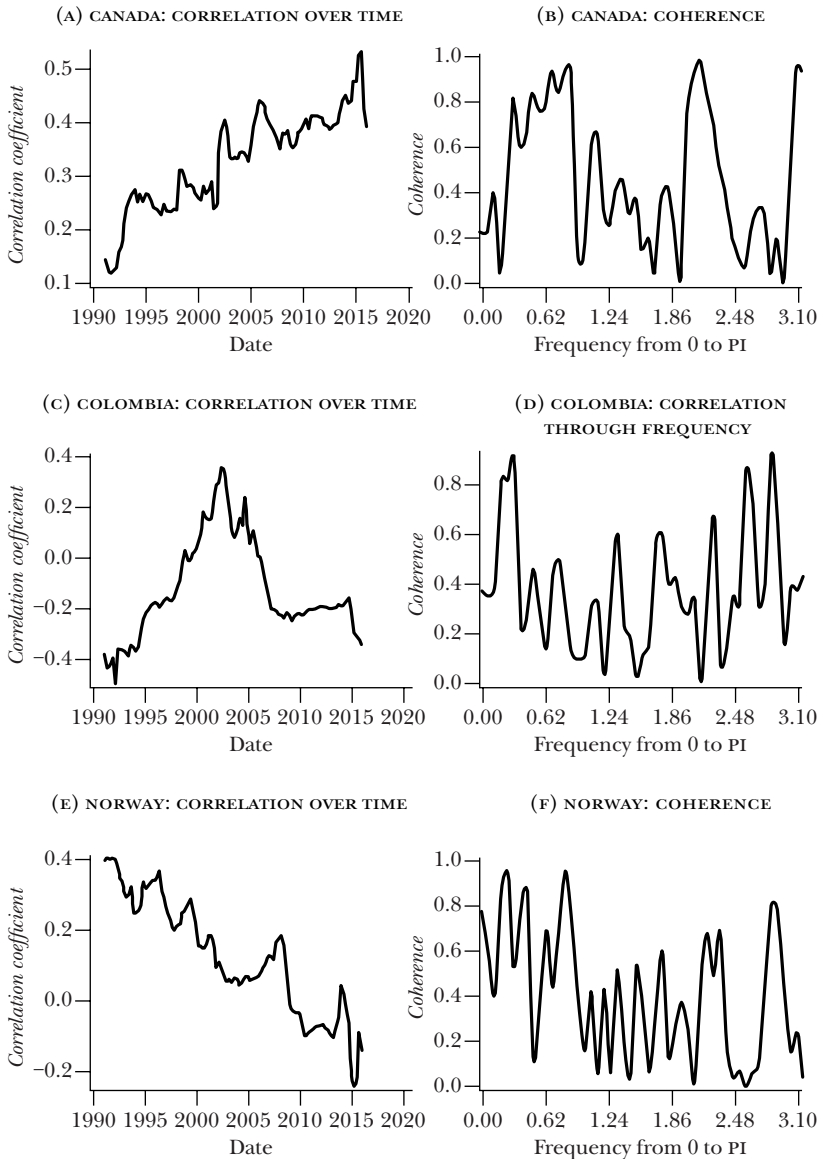 (A) CANADA: CORRELATION OVER TIME
Correlation coefficient
0.5
0.4
0.3
0.2
0.1
1990 1995 2000 2005 2010 2015 2020
Date
(B) CANADA: COHERENCE
Coherence
1.0
0.8
0.6
0.4
0.2
0.0
0.00 0.62 1.24 1.86 2.48 3.10
Frequency from 0 to PI
(C) COLOMBIA: CORRELATION OVER TIME
Correlation coefficient
0.4
0.2
0.0
−0.2
−0.4
1990 1995 2000 2005 2010 2015 2020
Date
(D) COLOMBIA: CORRELATION
THROUGH FREQUENCY
Coherence
0.8
0.6
0.4
0.2
0.0
0.00 0.62 1.24 1.86 2.48 3.10
Frequency from 0 to PI
(E) NORWAY: CORRELATION OVER TIME
Correlation coefficient
0.4
0.2
0.0
−0.2
1990 1995 2000 2005 2010 2015 2020
Date
(F) NORWAY: COHERENCE
Coherence
1.0
0.8
0.6
0.4
0.2
0.0
0.00 0.62 1.24 1.86 2.48 3.10
Frequency from 0 to PI